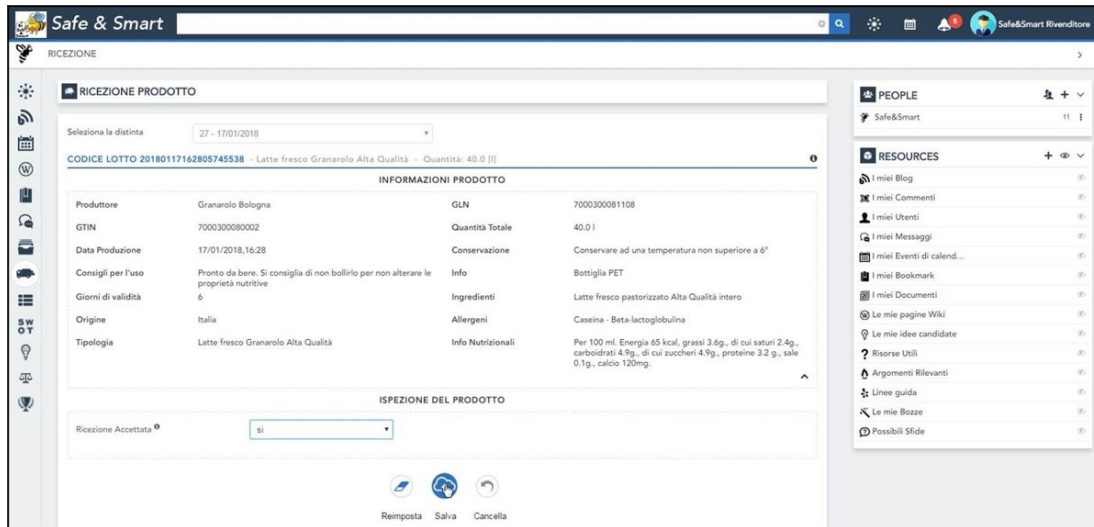 Safe & Smart
5
Safe&Smart Rivenditore
RICEZIONE
RICEZIONE PRODOTTO
Seleziona la distinta
27 - 17/01/2018
CODICE LOTTO 20180117162805745538 - Latte fresco Granarolo Alta Qualità - Quantità: 40.0 [l]
INFORMAZIONI PRODOTTO
Produttore Granarolo Bologna GLN 7000300081108
GTIN 7000300080002 Quantità Totale 40.0 l
Data Produzione 17/01/2018,16:28 Conservazione Conservare ad una temperatura non superiore a 6°
Consigli per l'uso Pronto da bere. Si consiglia di non bollirlo per non alterare le Info Bottiglia PET
proprietà nutritive
Giorni di validità 6 Ingredienti Latte fresco pastorizzato Alta Qualità intero
Origine Italia Allergeni Caseina - Beta-lactoglobulina
Tipologia Latte fresco Granarolo Alta Qualità Info Nutrizionali Per 100 ml. Energia 65 kcal, grassi 3.6g., di cui saturi 2.4g.,
carboidrati 4.9g., di cui zuccheri 4.9g., proteine 3.2 g., sale
0.1g., calcio 120mg.
ISPEZIONE DEL PRODOTTO
Ricezione Accettata si
Reimposta Salva Cancella
SW
OT
PEOPLE
Safe&Smart 11
RESOURCES
I miei Blog
I miei Commenti
I miei Utenti
I miei Messaggi
I miei Eventi di calend...
I miei Bookmark
I miei Documenti
Le mie pagine Wiki
Le mie idee candidate
Risorse Utili
Argomenti Rilevanti
Linee guida
Le mie Bozze
Possibili Sfide